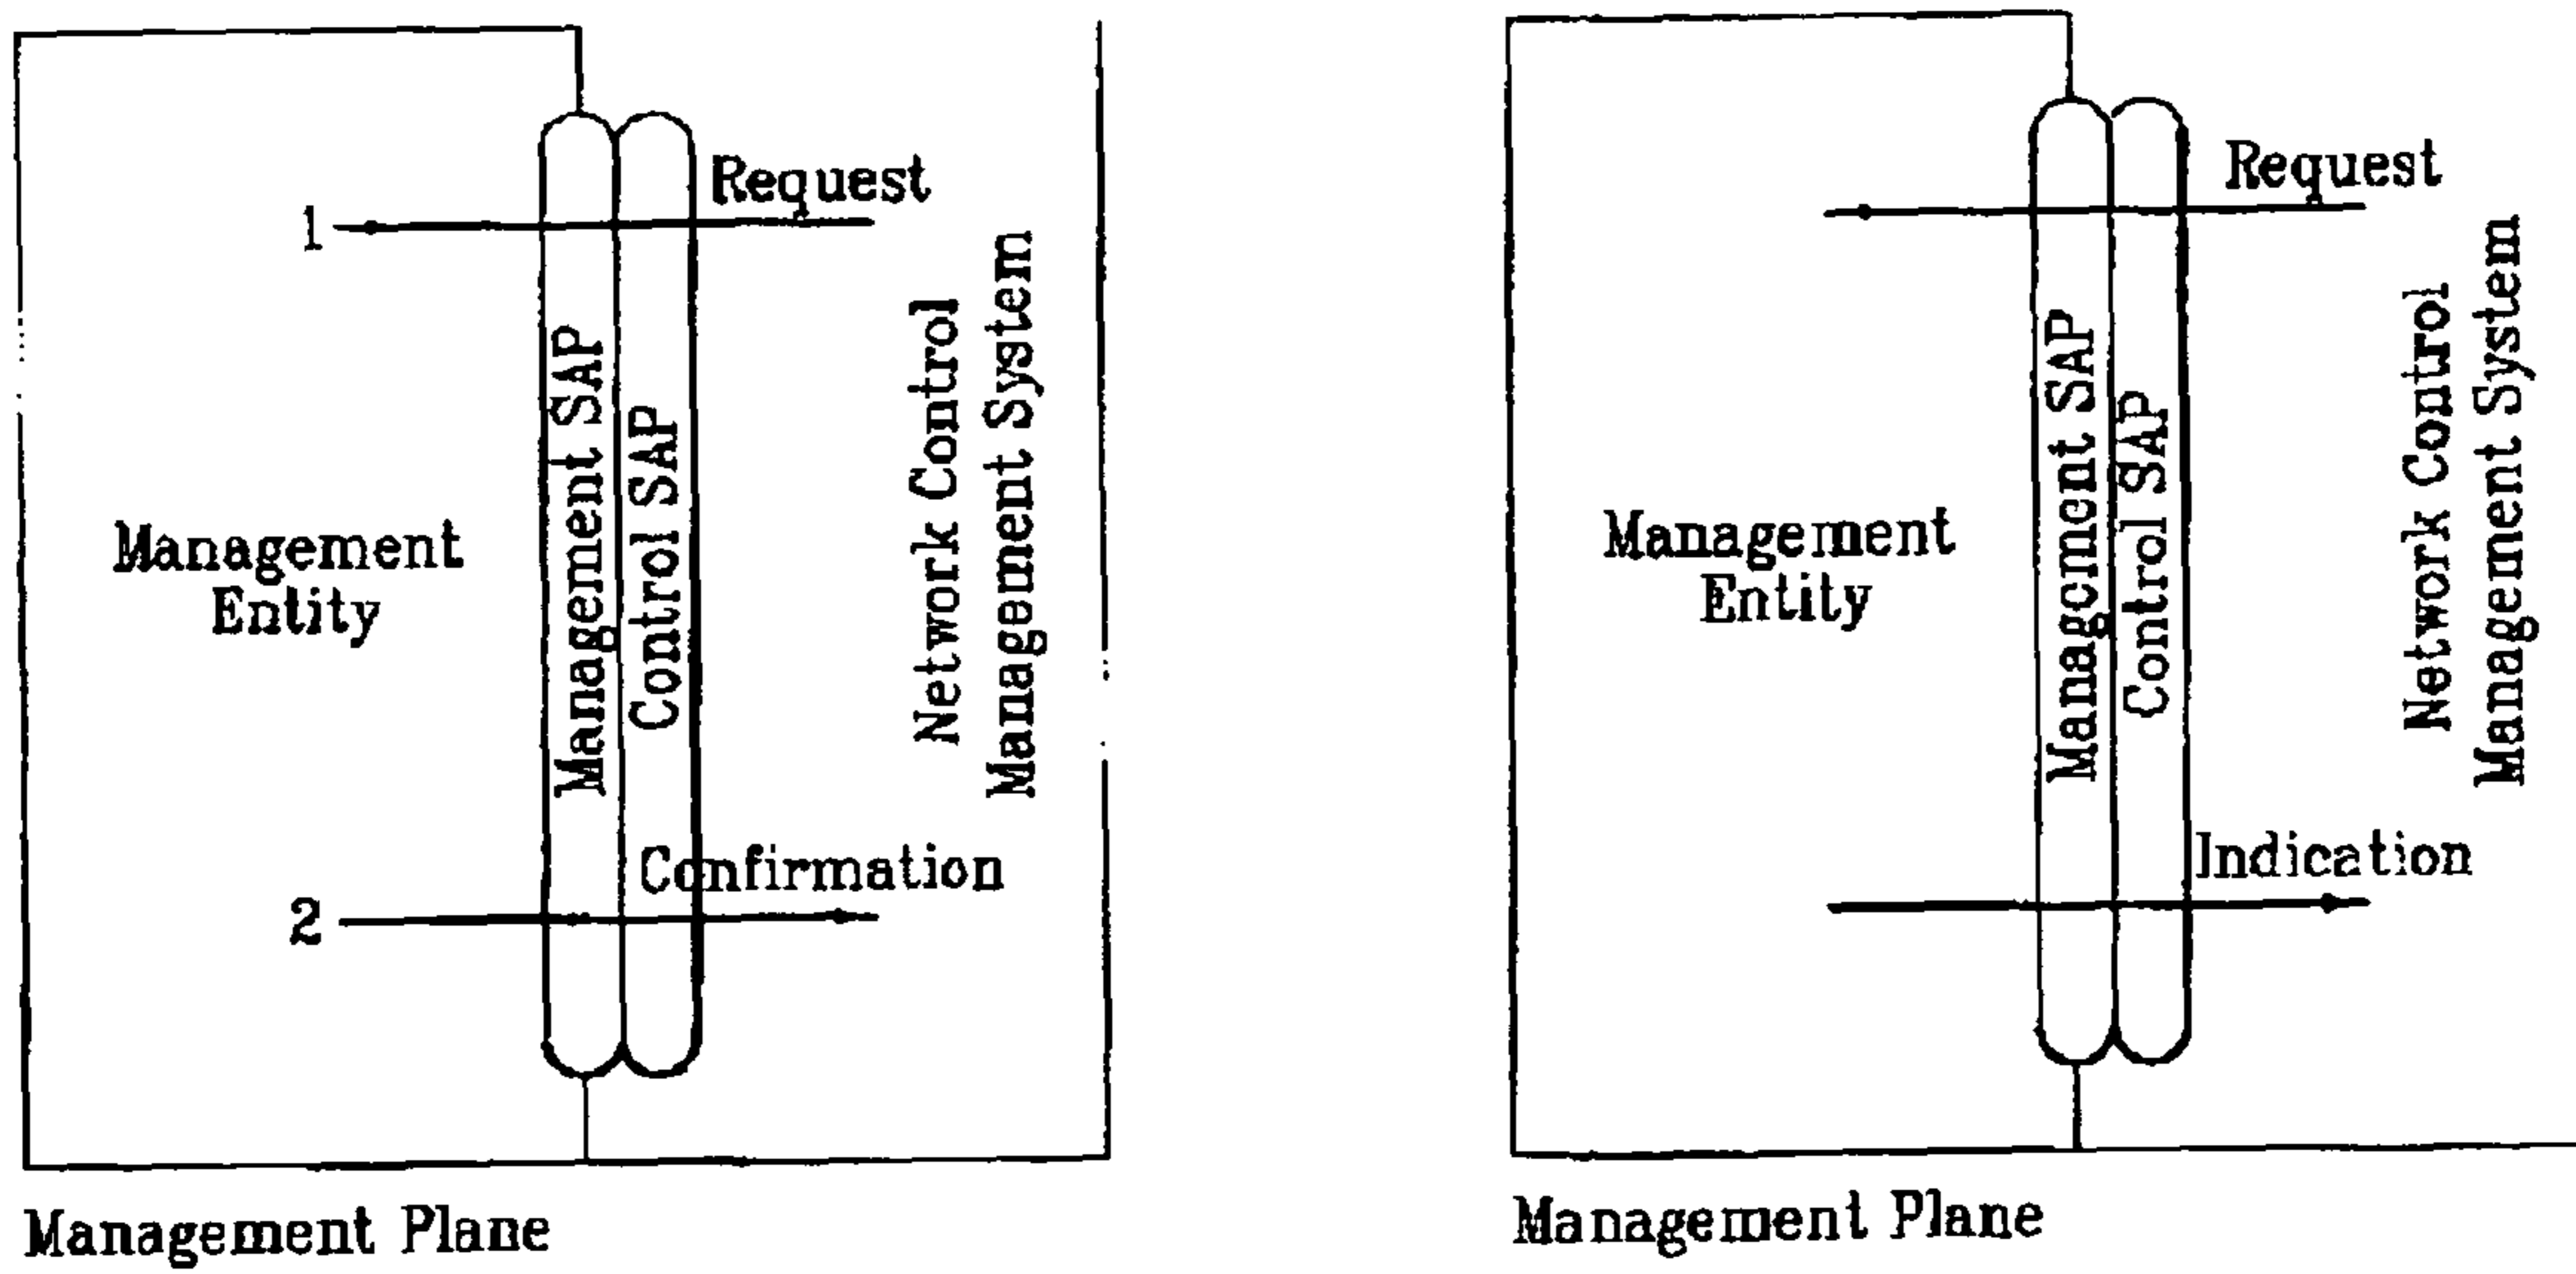 Request
1
Management SAP
Control SAP
Network Control
Management System
Management
Entity
Confirmation
2
Management Plane
Request
Management SAP
Control SAP
Network Control
Management System
Management
Entity
Indication
Management Plane